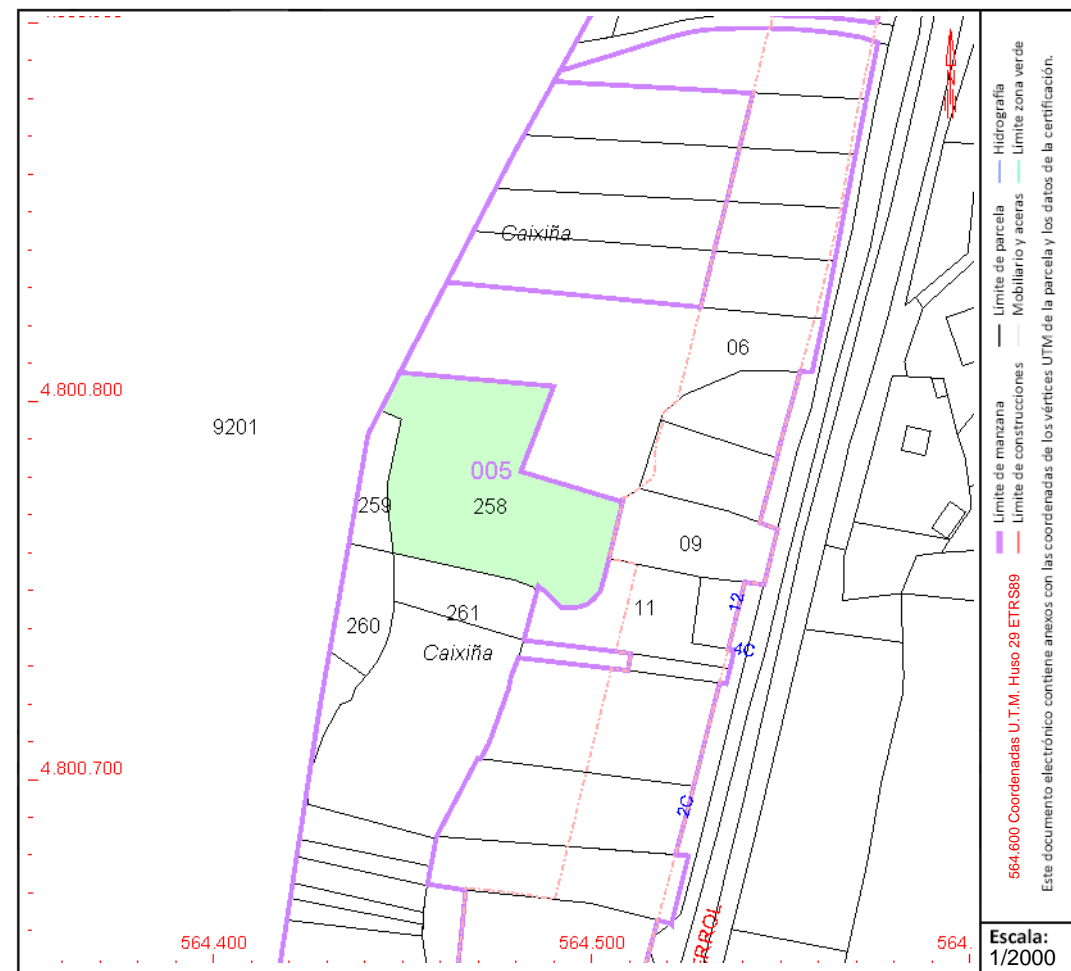 Caixiña
06
4.800.800
9201
005
259
258
09
12
11
261
260
4C
Caixiña
4.800.700
2C
564.400
564.500
564.
RROL
Límite de manzana
Límite de parcela
Hidrografía
Límite de construcciones
Mobiliario y aceras
Límite zona verde
564.600 Coordenadas U.T.M. Huso 29 ETRS89
Este documento electrónico contiene anexos con las coordenadas de los vértices UTM de la parcela y los datos de la certificación.
Escala:
1/2000